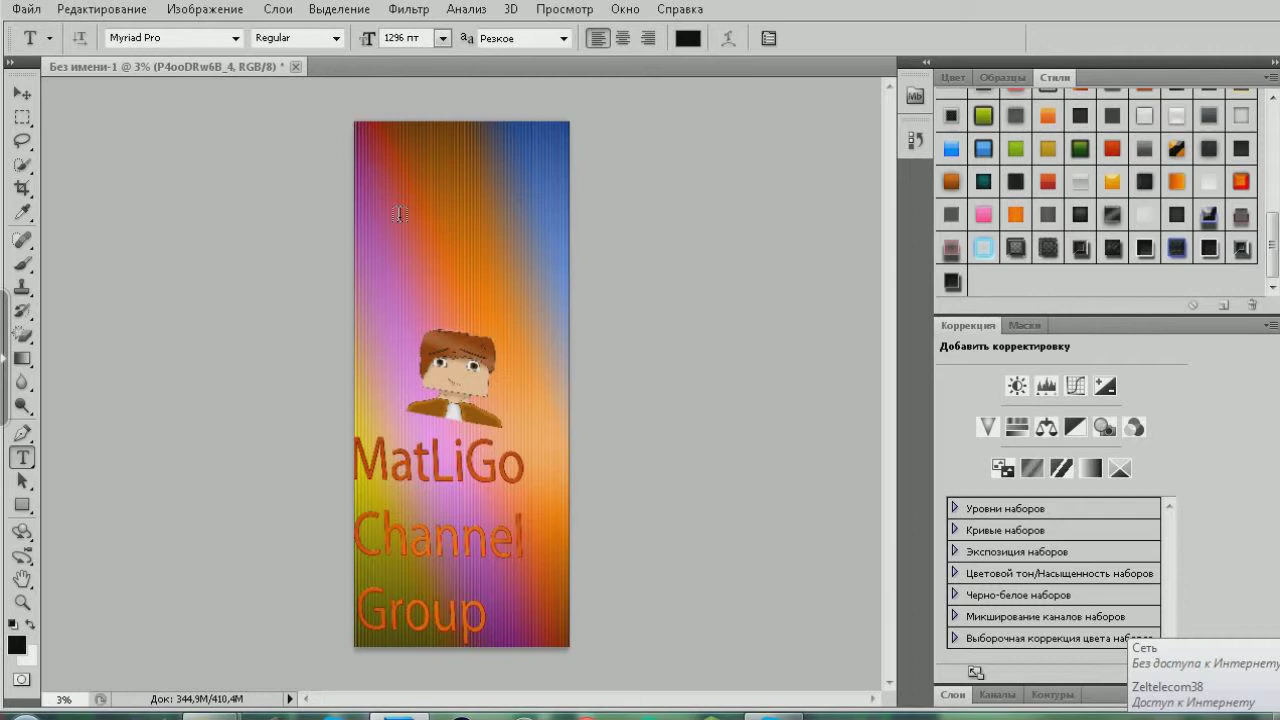 Файл Редактирование Изображение Слои Выделение Фильтр Анализ 3D Просмотр Окно Справка
T Myriad Pro Regular T 1296 пт aa Резкое
Без имени-1 @ 3% (P4ooDRw6B_4, RGB/8) *
Цвет Образцы Стили
Mb
Коррекция Маски
Добавить корректировку
MatLiGo
Channel
Group
Уровни наборов
Кривые наборов
Экспозиция наборов
Цветовой тон/Насыщенность наборов
Черно-белое наборов
Микширование каналов наборов
Выборочная коррекция цвета
Сеть
Без доступа к Интернету
Zeltelecom38
Доступ к Интернету
Слои Каналы Контуры
3% Док: 344,9M/410,4M